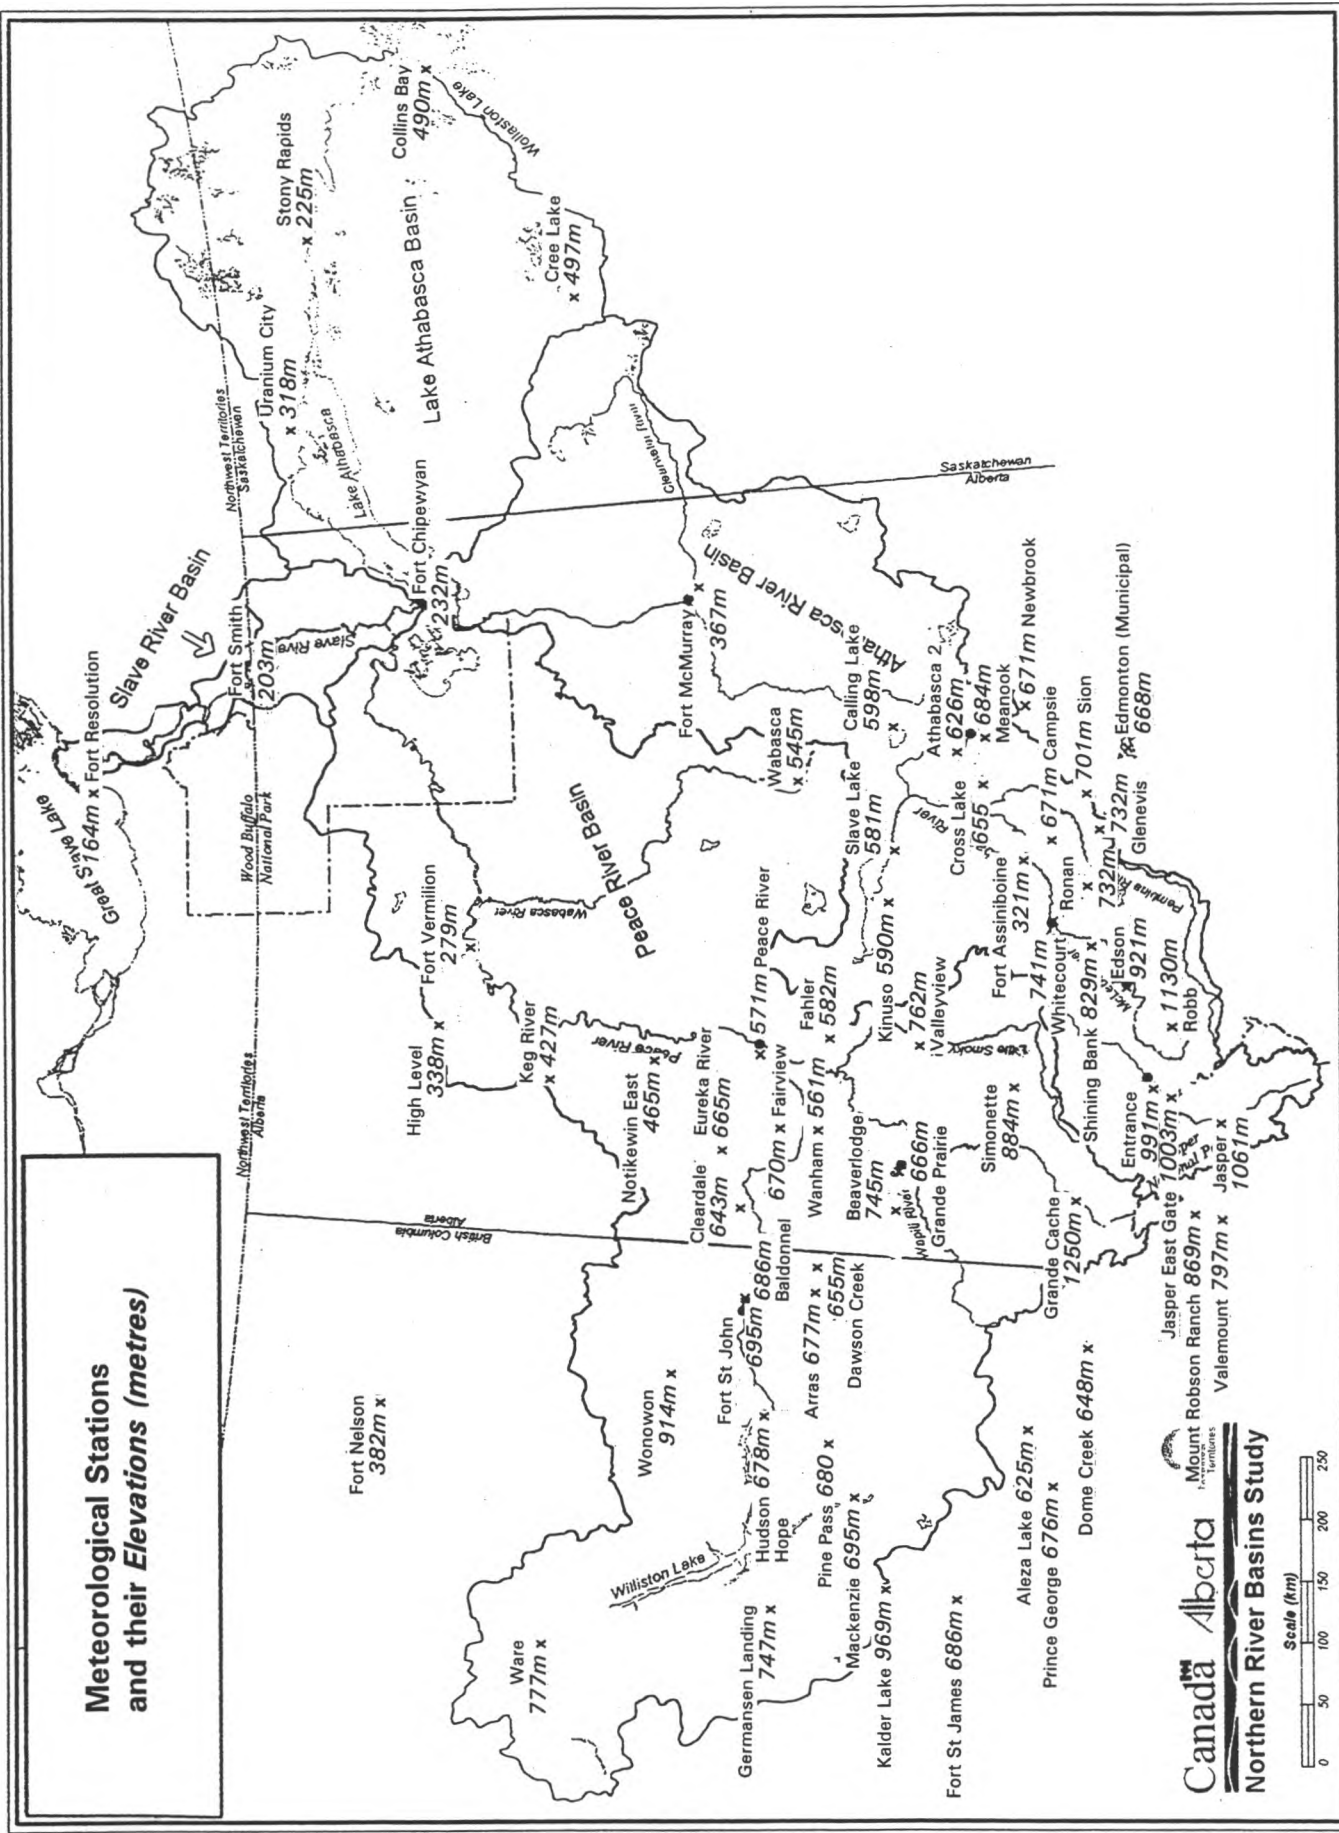 Meteorological Stations
and their Elevations (metres)
Great Slave Lake
164m x Fort Resolution
Slave River Basin
Fort Smith
203m
Northwest Territories
Alberta
Wood Buffalo
National Park
Northwest Territories
Saskatchewan
Uranium City
x 318m
Stony Rapids
x 225m
Lake Athabasca
Collins Bay
490m x
Wollaston Lake
Lake Athabasca Basin
Cree Lake
x 497m
Fort Chipewyan
232m
Fort Nelson
382m x
British Columbia
Alberta
High Level
338m x
Fort Vermilion
279m
x
Keg River
x 427m
Wabasca River
Peace River Basin
Ware
777m x
Wonowon
914m x
Williston Lake
Notikewin East
465m x
Peace River
Fort McMurray
x
367m
Saskatchewan
Alberta
Athabasca River Basin
Cleardale
643m x
Eureka River
x 665m
Fort St John
695m
686m
Baldonnel
670m x Fairview
x 571m Peace River
Germansen Landing
747m x
Hudson 678m x
Hope
Wabasca
x 545m
Pine Pass 680 x
Arras 677m x
x
655m
Dawson Creek
Wanham x 561m
Fahler
x 582m
Mackenzie 695m x
Kalder Lake 969m x
Beaverlodge
745m
x
Kinuso 590m x
Slave Lake
581m
x
Calling Lake
598m
x
666m
Grande Prairie
x 762m
Valleyview
River
Athabasca 2
x 626m
Cross Lake
655 x
x 684m
Meanook
Fort St James 686m x
Simonette
884m x
Little Smoky
Fort Assiniboine
321m x
x 671m Newbrook
Aleza Lake 625m x
Prince George 676m x
Grande Cache
1250m x
741m
Whitecourt
x 671m Campsie
Ronan
x
Dome Creek 648m x
Shining Bank 829m x
x 701m Sion
732m
x
732m
Glenevis
Edmonton (Municipal)
668m
Entrance
991m x
Edson
921m
Pembina
Jasper East Gate 1003m x
x 1130m
Robb
Mount Robson Ranch 869m x
Valemount 797m x
Jasper x
1061m
Canada
Alberta
Territories
Northern River Basins Study
Scale (km)
0 50 100 150 200 250